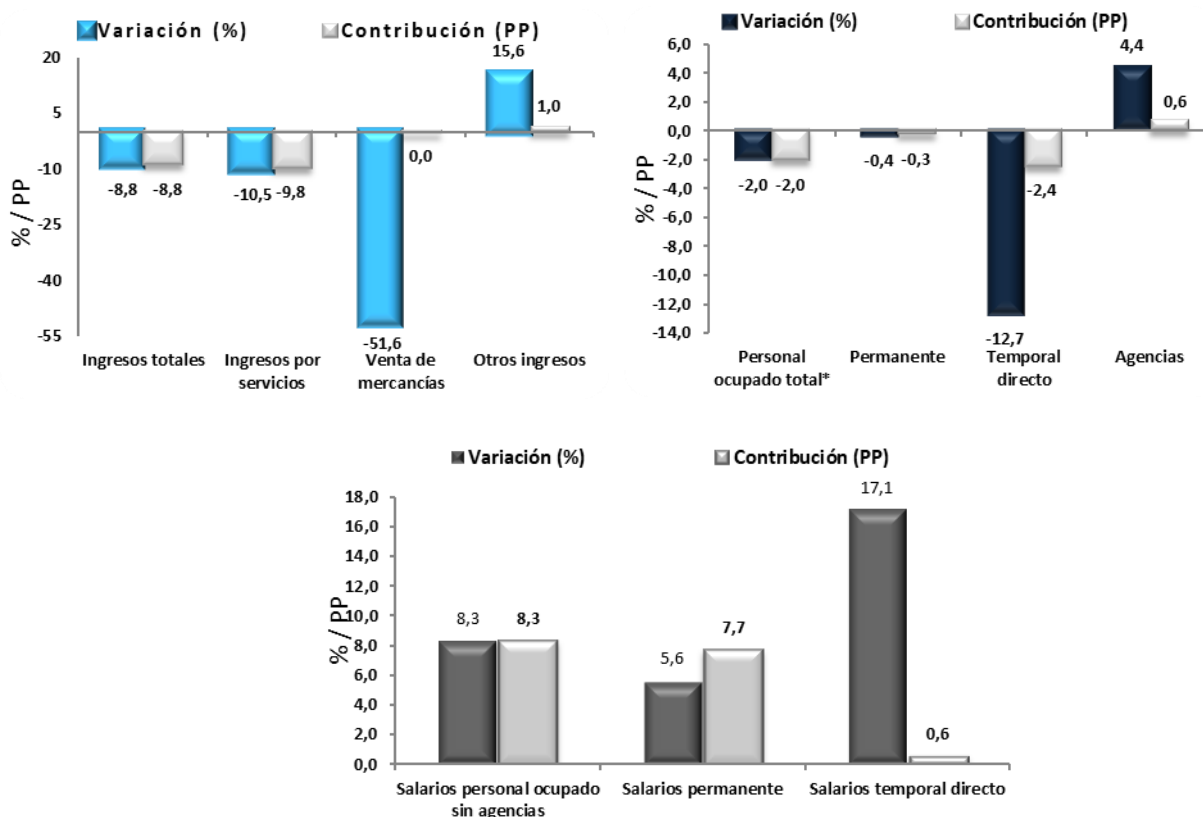 Variación (%) Contribución (PP)
20
5
-10
-25
-40
-55
% / PP
-8,8 -8,8
-10,5 -9,8
-51,6
0,0
15,6
1,0
Ingresos totales
Ingresos por
servicios
Venta de
mercancías
Otros ingresos
Variación (%) Contribución (PP)
6,0
4,0
2,0
0,0
-2,0
-4,0
-6,0
-8,0
-10,0
-12,0
-14,0
% / PP
-2,0 -2,0
-0,4 -0,3
-12,7
-2,4
4,4
0,6
Personal
ocupado total*
Permanente
Temporal
directo
Agencias
Variación (%) Contribución (PP)
18,0
16,0
14,0
12,0
10,0
8,0
6,0
4,0
2,0
0,0
% / PP
8,3 8,3
5,6
7,7
17,1
0,6
Salarios personal ocupado
sin agencias
Salarios permanente
Salarios temporal directo